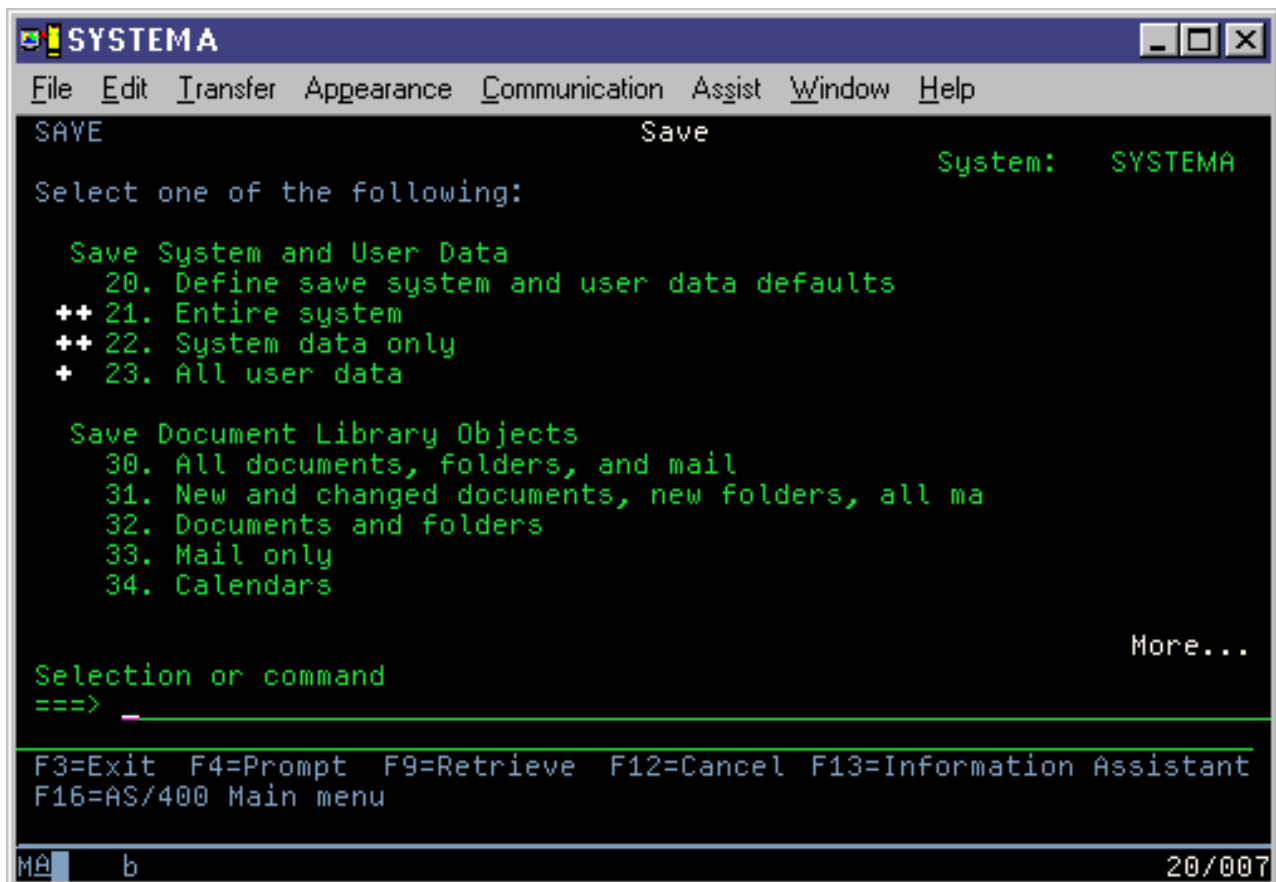 SYSTEMA
File Edit Transfer Appearance Communication Assist Window Help
SAVE Save
System: SYSTEMA
Select one of the following:
Save System and User Data
20. Define save system and user data defaults
++ 21. Entire system
++ 22. System data only
+ 23. All user data
Save Document Library Objects
30. All documents, folders, and mail
31. New and changed documents, new folders, all ma
32. Documents and folders
33. Mail only
34. Calendars
More...
Selection or command
===> _
F3=Exit F4=Prompt F9=Retrieve F12=Cancel F13=Information Assistant
F16=AS/400 Main menu
MA b 20/007